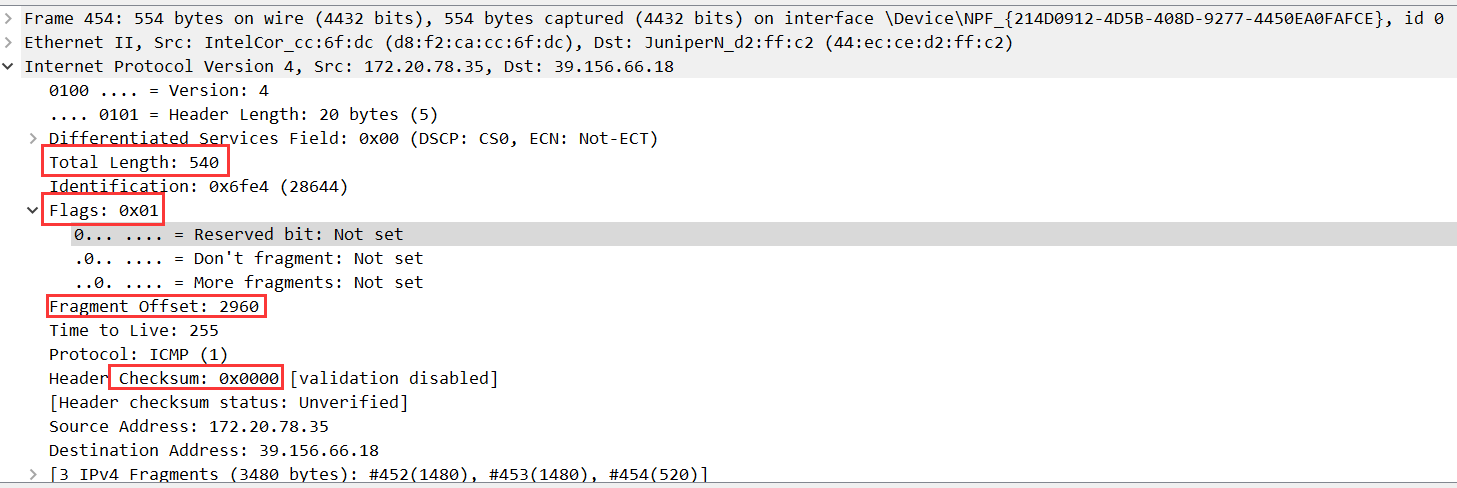 Frame 454: 554 bytes on wire (4432 bits), 554 bytes captured (4432 bits) on interface \Device\NPF_{214D0912-4D5B-408D-9277-4450EA0FAFCE}, id 0
Ethernet II, Src: IntelCor_cc:6f:dc (d8:f2:ca:cc:6f:dc), Dst: JuniperN_d2:ff:c2 (44:ec:ce:d2:ff:c2)
Internet Protocol Version 4, Src: 172.20.78.35, Dst: 39.156.66.18
0100 .... = Version: 4
.... 0101 = Header Length: 20 bytes (5)
Differentiated Services Field: 0x00 (DSCP: CS0, ECN: Not-ECT)
Total Length: 540
Identification: 0x6fe4 (28644)
Flags: 0x01
0... .... = Reserved bit: Not set
.0.. .... = Don't fragment: Not set
..0. .... = More fragments: Not set
Fragment Offset: 2960
Time to Live: 255
Protocol: ICMP (1)
Header Checksum: 0x0000 [validation disabled]
[Header checksum status: Unverified]
Source Address: 172.20.78.35
Destination Address: 39.156.66.18
[3 IPv4 Fragments (3480 bytes): #452(1480), #453(1480), #454(520)]